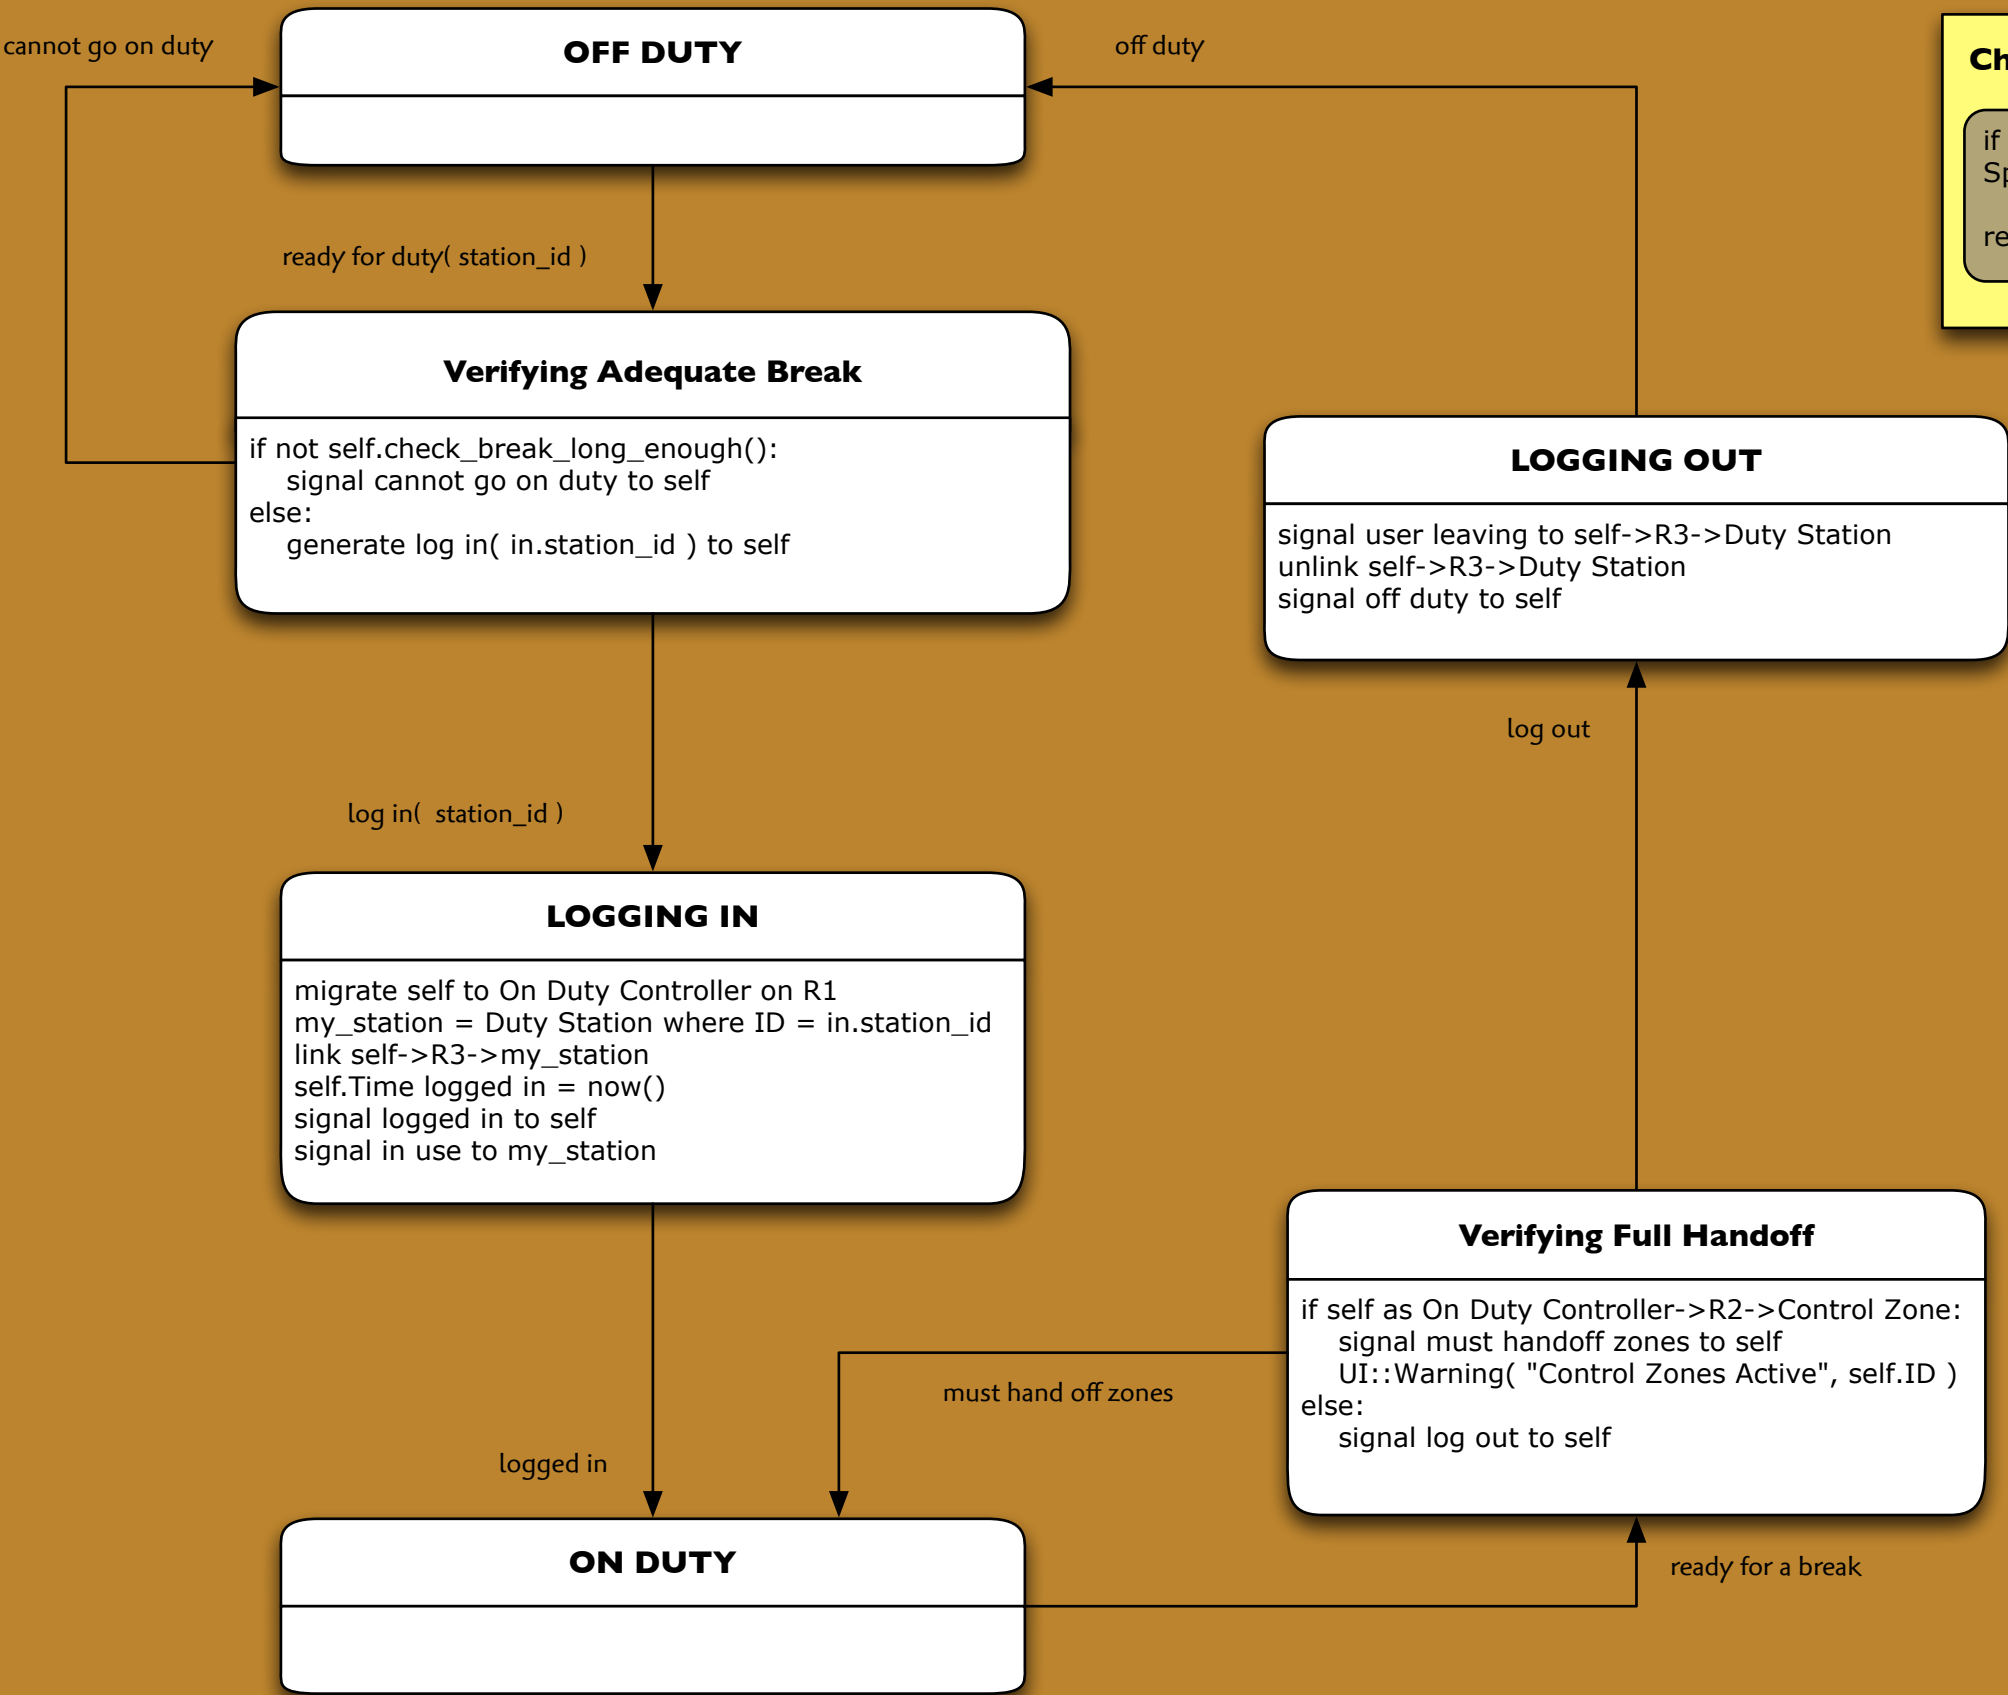 cannot go on duty
OFF DUTY
off duty
if
ready for duty( station_id )
Verifying Adequate Break
if not self.check_break_long_enough():
signal cannot go on duty to self
else:
generate log in( in.station_id ) to self
LOGGING OUT
signal user leaving to self->R3->Duty Station
unlink self->R3->Duty Station
signal off duty to self
log out
log in( station_id )
LOGGING IN
migrate self to On Duty Controller on R1
my_station = Duty Station where ID = in.station_id
link self->R3->my_station
self.Time logged in = now()
signal logged in to self
signal in use to my_station
Verifying Full Handoff
if self as On Duty Controller->R2->Control Zone:
signal must handoff zones to self
UI::Warning( "Control Zones Active", self.ID )
else:
signal log out to self
must hand off zones
logged in
ON DUTY
ready for a break